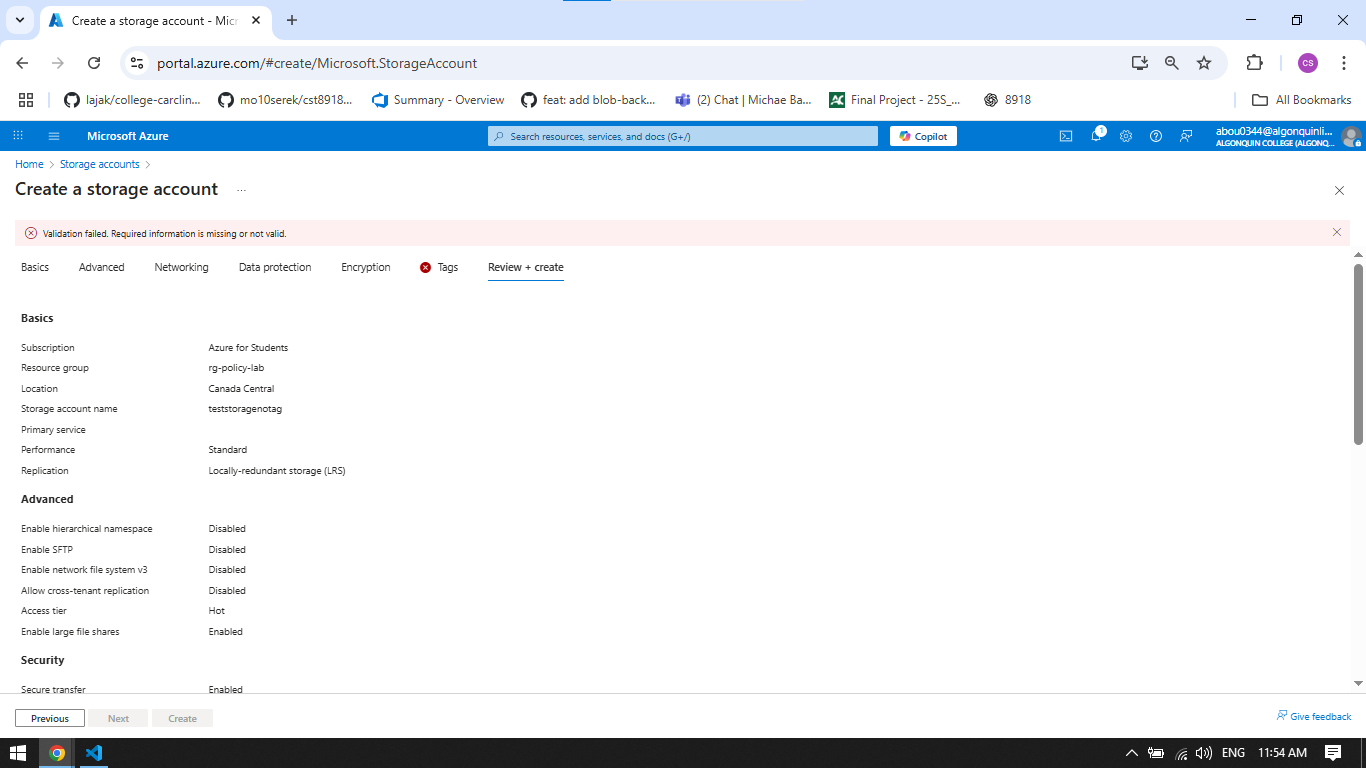 Create a storage account - Micr
portal.azure.com/#create/Microsoft.StorageAccount
CS
lajak/college-carclin...
mo10serek/cst8918...
Summary - Overview
feat: add blob-back...
(2) Chat | Michae Ba...
Final Project - 25S_...
8918
All Bookmarks
Microsoft Azure
Search resources, services, and docs (G+/)
Copilot
1
abou0344@algonquinli...
ALGONQUIN COLLEGE (ALGONQ...
Home > Storage accounts >
Create a storage account ...
Validation failed. Required information is missing or not valid.
Basics Advanced Networking Data protection Encryption Tags Review + create
Basics
Subscription Azure for Students
Resource group rg-policy-lab
Location Canada Central
Storage account name teststoragenotag
Primary service
Performance Standard
Replication Locally-redundant storage (LRS)
Advanced
Enable hierarchical namespace Disabled
Enable SFTP Disabled
Enable network file system v3 Disabled
Allow cross-tenant replication Disabled
Access tier Hot
Enable large file shares Enabled
Security
Secure transfer Enabled
Previous Next Create
Give feedback
ENG 11:54 AM